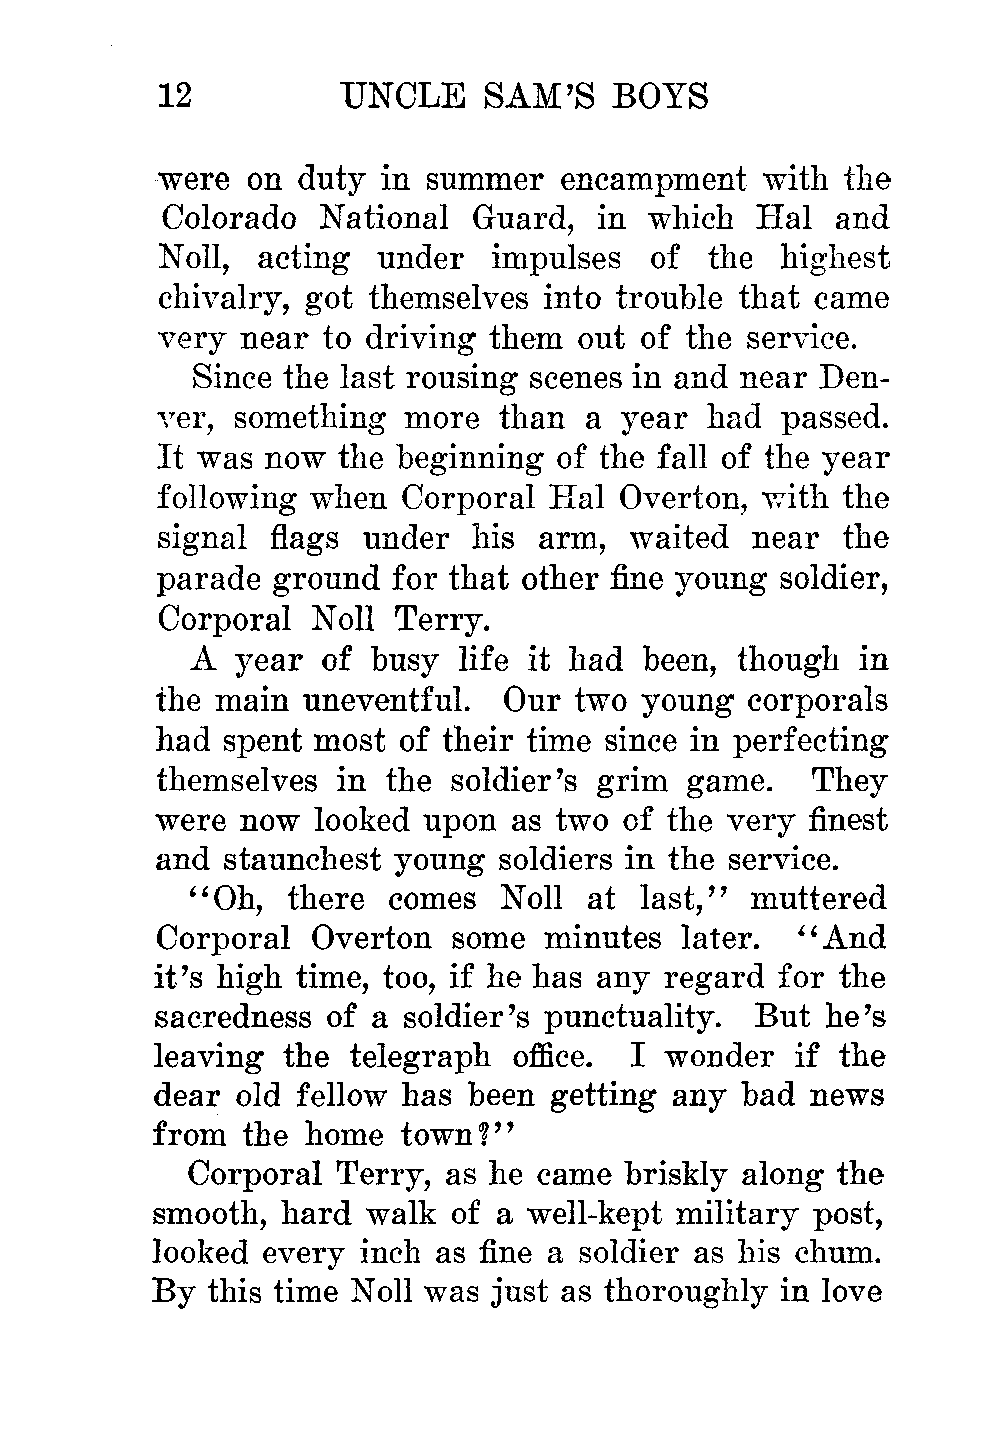 12 UNCLE SAM'S BOYS
were on duty in summer encampment with the
Colorado National Guard, in which Hal and
Noll, acting under impulses of the highest
chivalry, got themselves into trouble that came
very near to driving them out of the service.
Since the last rousing scenes in and near Den-
ver, something more than a year had passed.
It was now the beginning of the fall of the year
following when Corporal Hal Overton, with the
signal flags under his arm, waited near the
parade ground for that other fine young soldier,
Corporal Noll Terry.
A year of busy life it had been, though in
the main uneventful. Our two young corporals
had spent most of their time since in perfecting
themselves in the soldier's grim game. They
were now looked upon as two of the very finest
and staunchest young soldiers in the service.
"Oh, there comes Noll at last," muttered
Corporal Overton some minutes later. "And
it's high time, too, if he has any regard for the
sacredness of a soldier's punctuality. But he's
leaving the telegraph office. I wonder if the
dear old fellow has been getting any bad news
from the home town?"
Corporal Terry, as he came briskly along the
smooth, hard walk of a well-kept military post,
looked every inch as fine a soldier as his chum.
By this time Noll was just as thoroughly in love